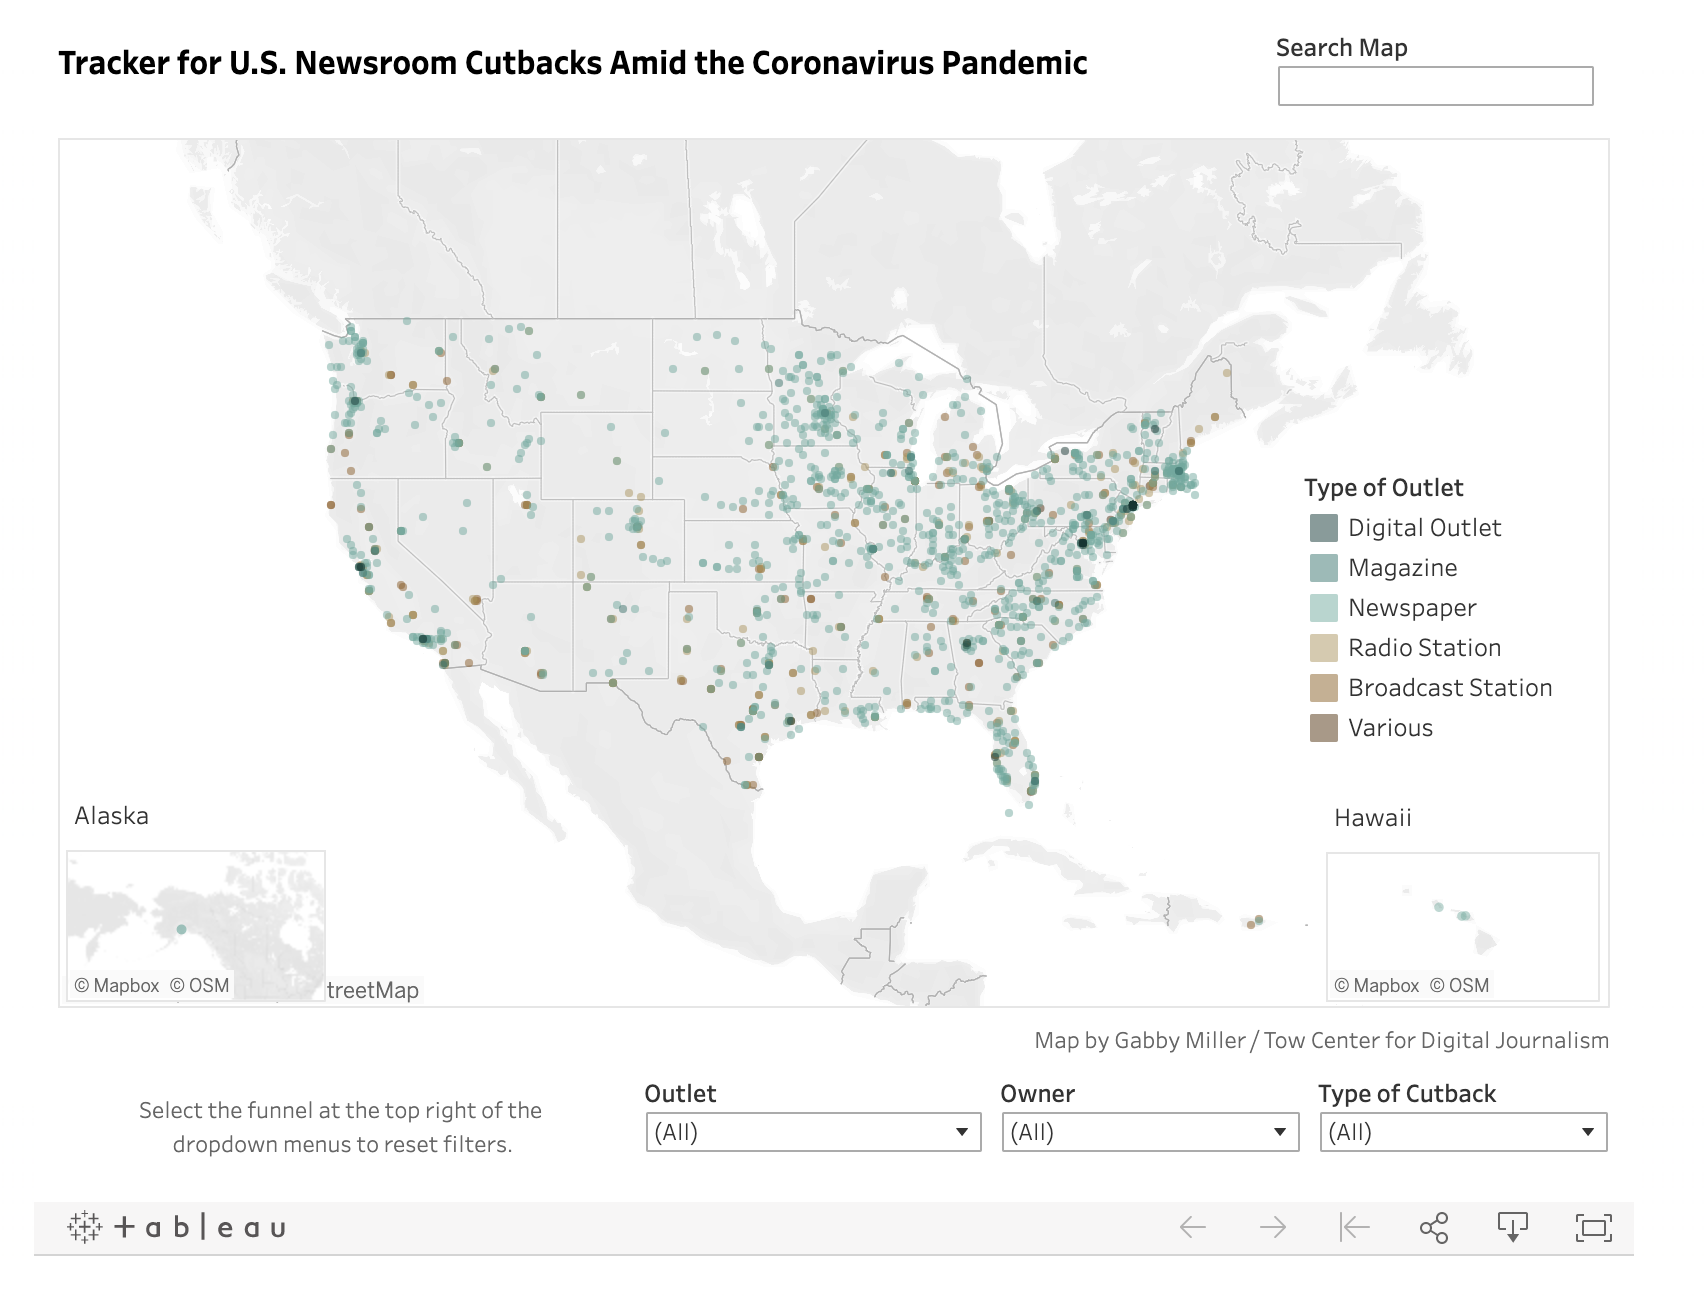 Tracker for U.S. Newsroom Cutbacks Amid the Coronavirus Pandemic
Search Map
Type of Outlet
Digital Outlet
Magazine
Newspaper
Radio Station
Broadcast Station
Various
Alaska
Hawaii
© Mapbox © OSM
treetMap
© Mapbox © OSM
Map by Gabby Miller / Tow Center for Digital Journalism
Select the funnel at the top right of the
dropdown menus to reset filters.
Outlet
Owner
Type of Cutback
(All)
(All)
(All)
+ableau